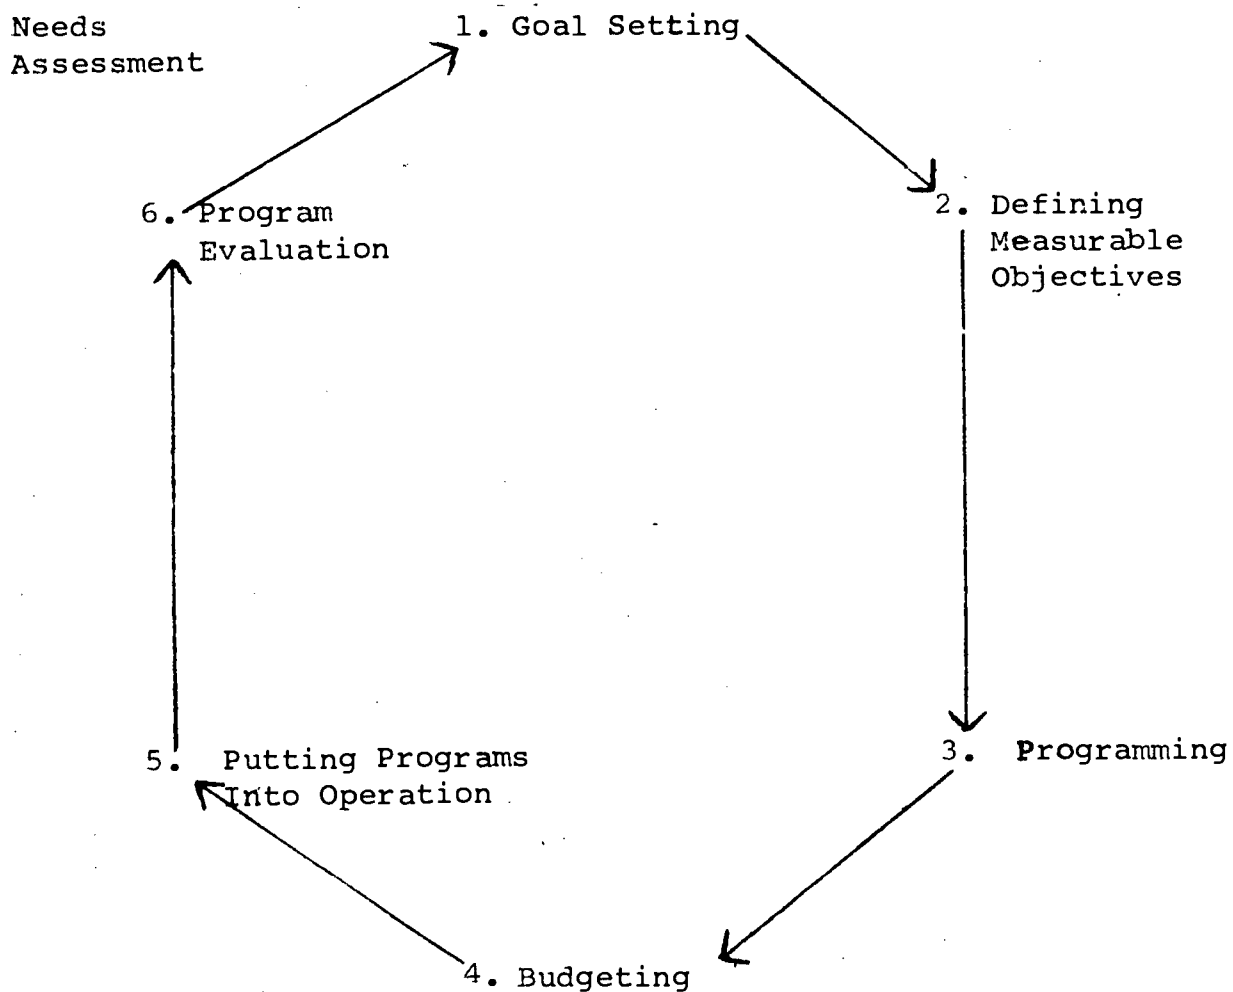 Needs
Assessment
1. Goal Setting
2. Defining
Measurable
Objectives
3. Programming
4. Budgeting
5. Putting Programs
Into Operation
6. Program
Evaluation